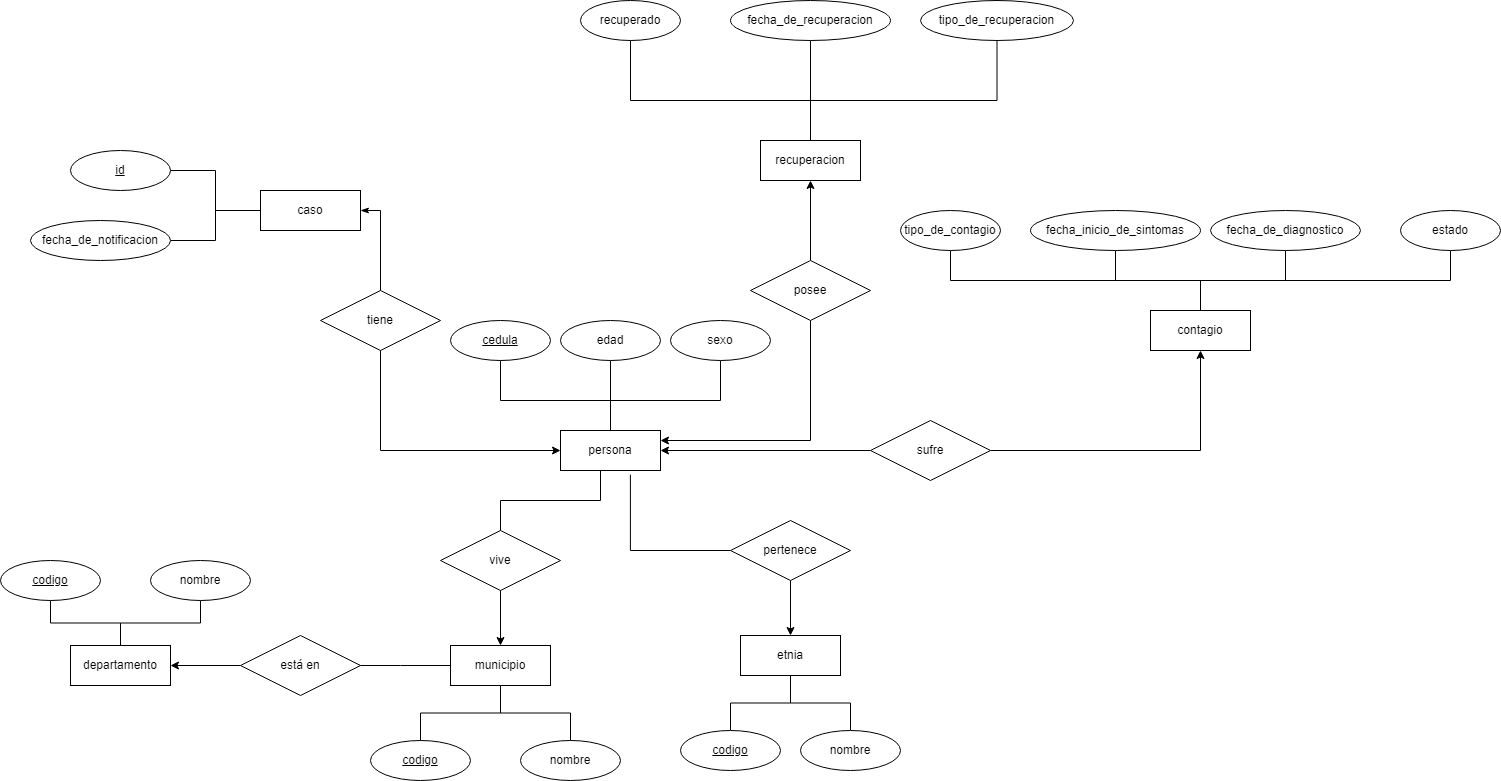 recuperado
fecha_de_recuperacion
tipo_de_recuperacion
recuperacion
id
caso
fecha_de_notificacion
tipo_de_contagio
fecha_inicio_de_sintomas
fecha_de_diagnostico
estado
posee
tiene
contagio
cedula
edad
sexo
persona
sufre
vive
pertenece
codigo
nombre
departamento
está en
municipio
etnia
codigo
nombre
codigo
nombre